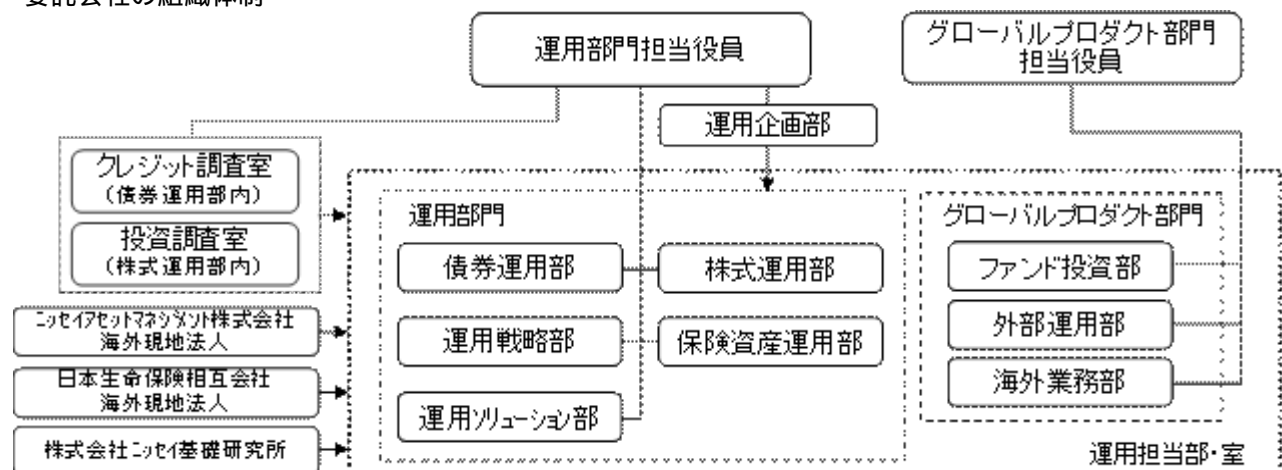 委託会社の組織体制
運用部門担当役員
グローバルプロダクト部門
担当役員
運用企画部
クレジット調査室
(債券運用部内)
投資調査室
(株式運用部内)
運用部門
債券運用部
株式運用部
運用戦略部
保険資産運用部
運用ソリューション部
グローバルプロダクト部門
ファンド投資部
外部運用部
海外業務部
ニッセイアセットマネジメント株式会社
海外現地法人
日本生命保険相互会社
海外現地法人
株式会社ニッセイ基礎研究所
運用担当部・室